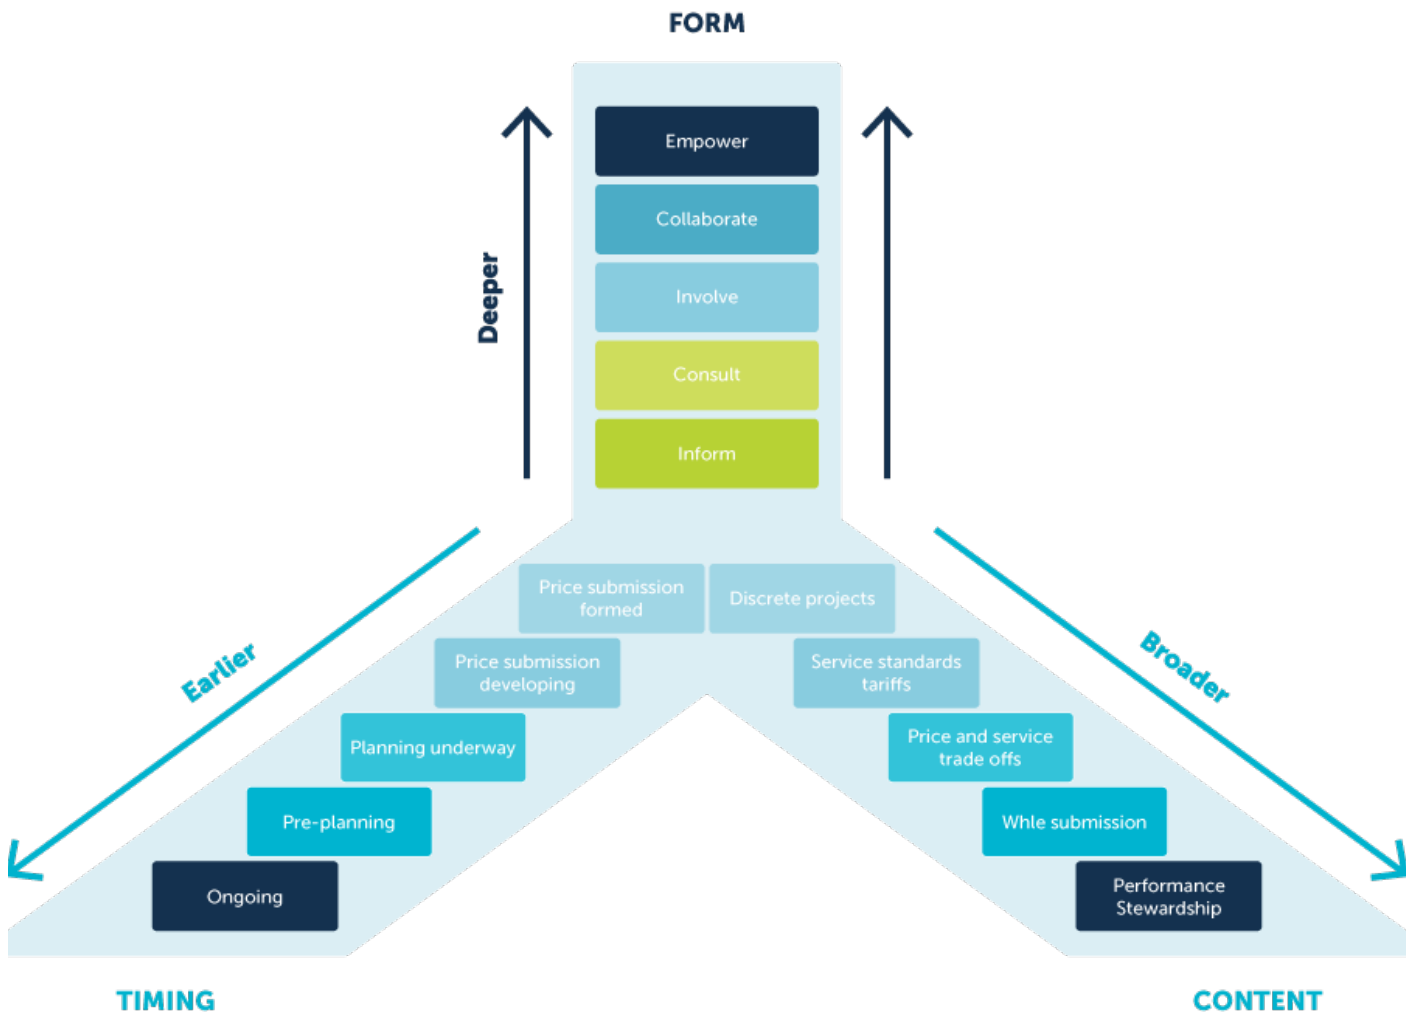 FORM
Empower
Collaborate
Involve
Consult
Inform
Deeper
Earlier
Broader
Price submission
formed
Discrete projects
Price submission
developing
Service standards
tariffs
Planning underway
Price and service
trade offs
Pre-planning
Whle submission
Ongoing
Performance
Stewardship
TIMING
CONTENT